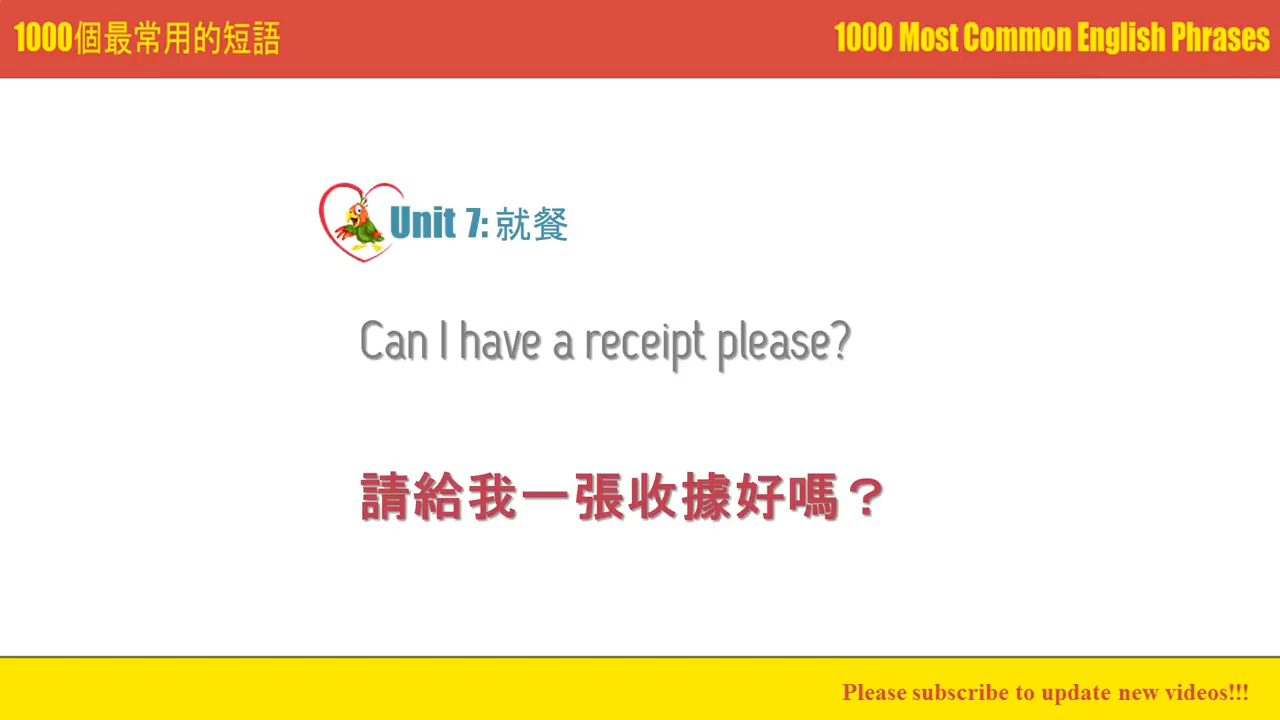 1000個最常用的短語
1000 Most Common English Phrases
Unit 7: 就餐
Can I have a receipt please?
請給我一張收據好嗎？
Please subscribe to update new videos!!!